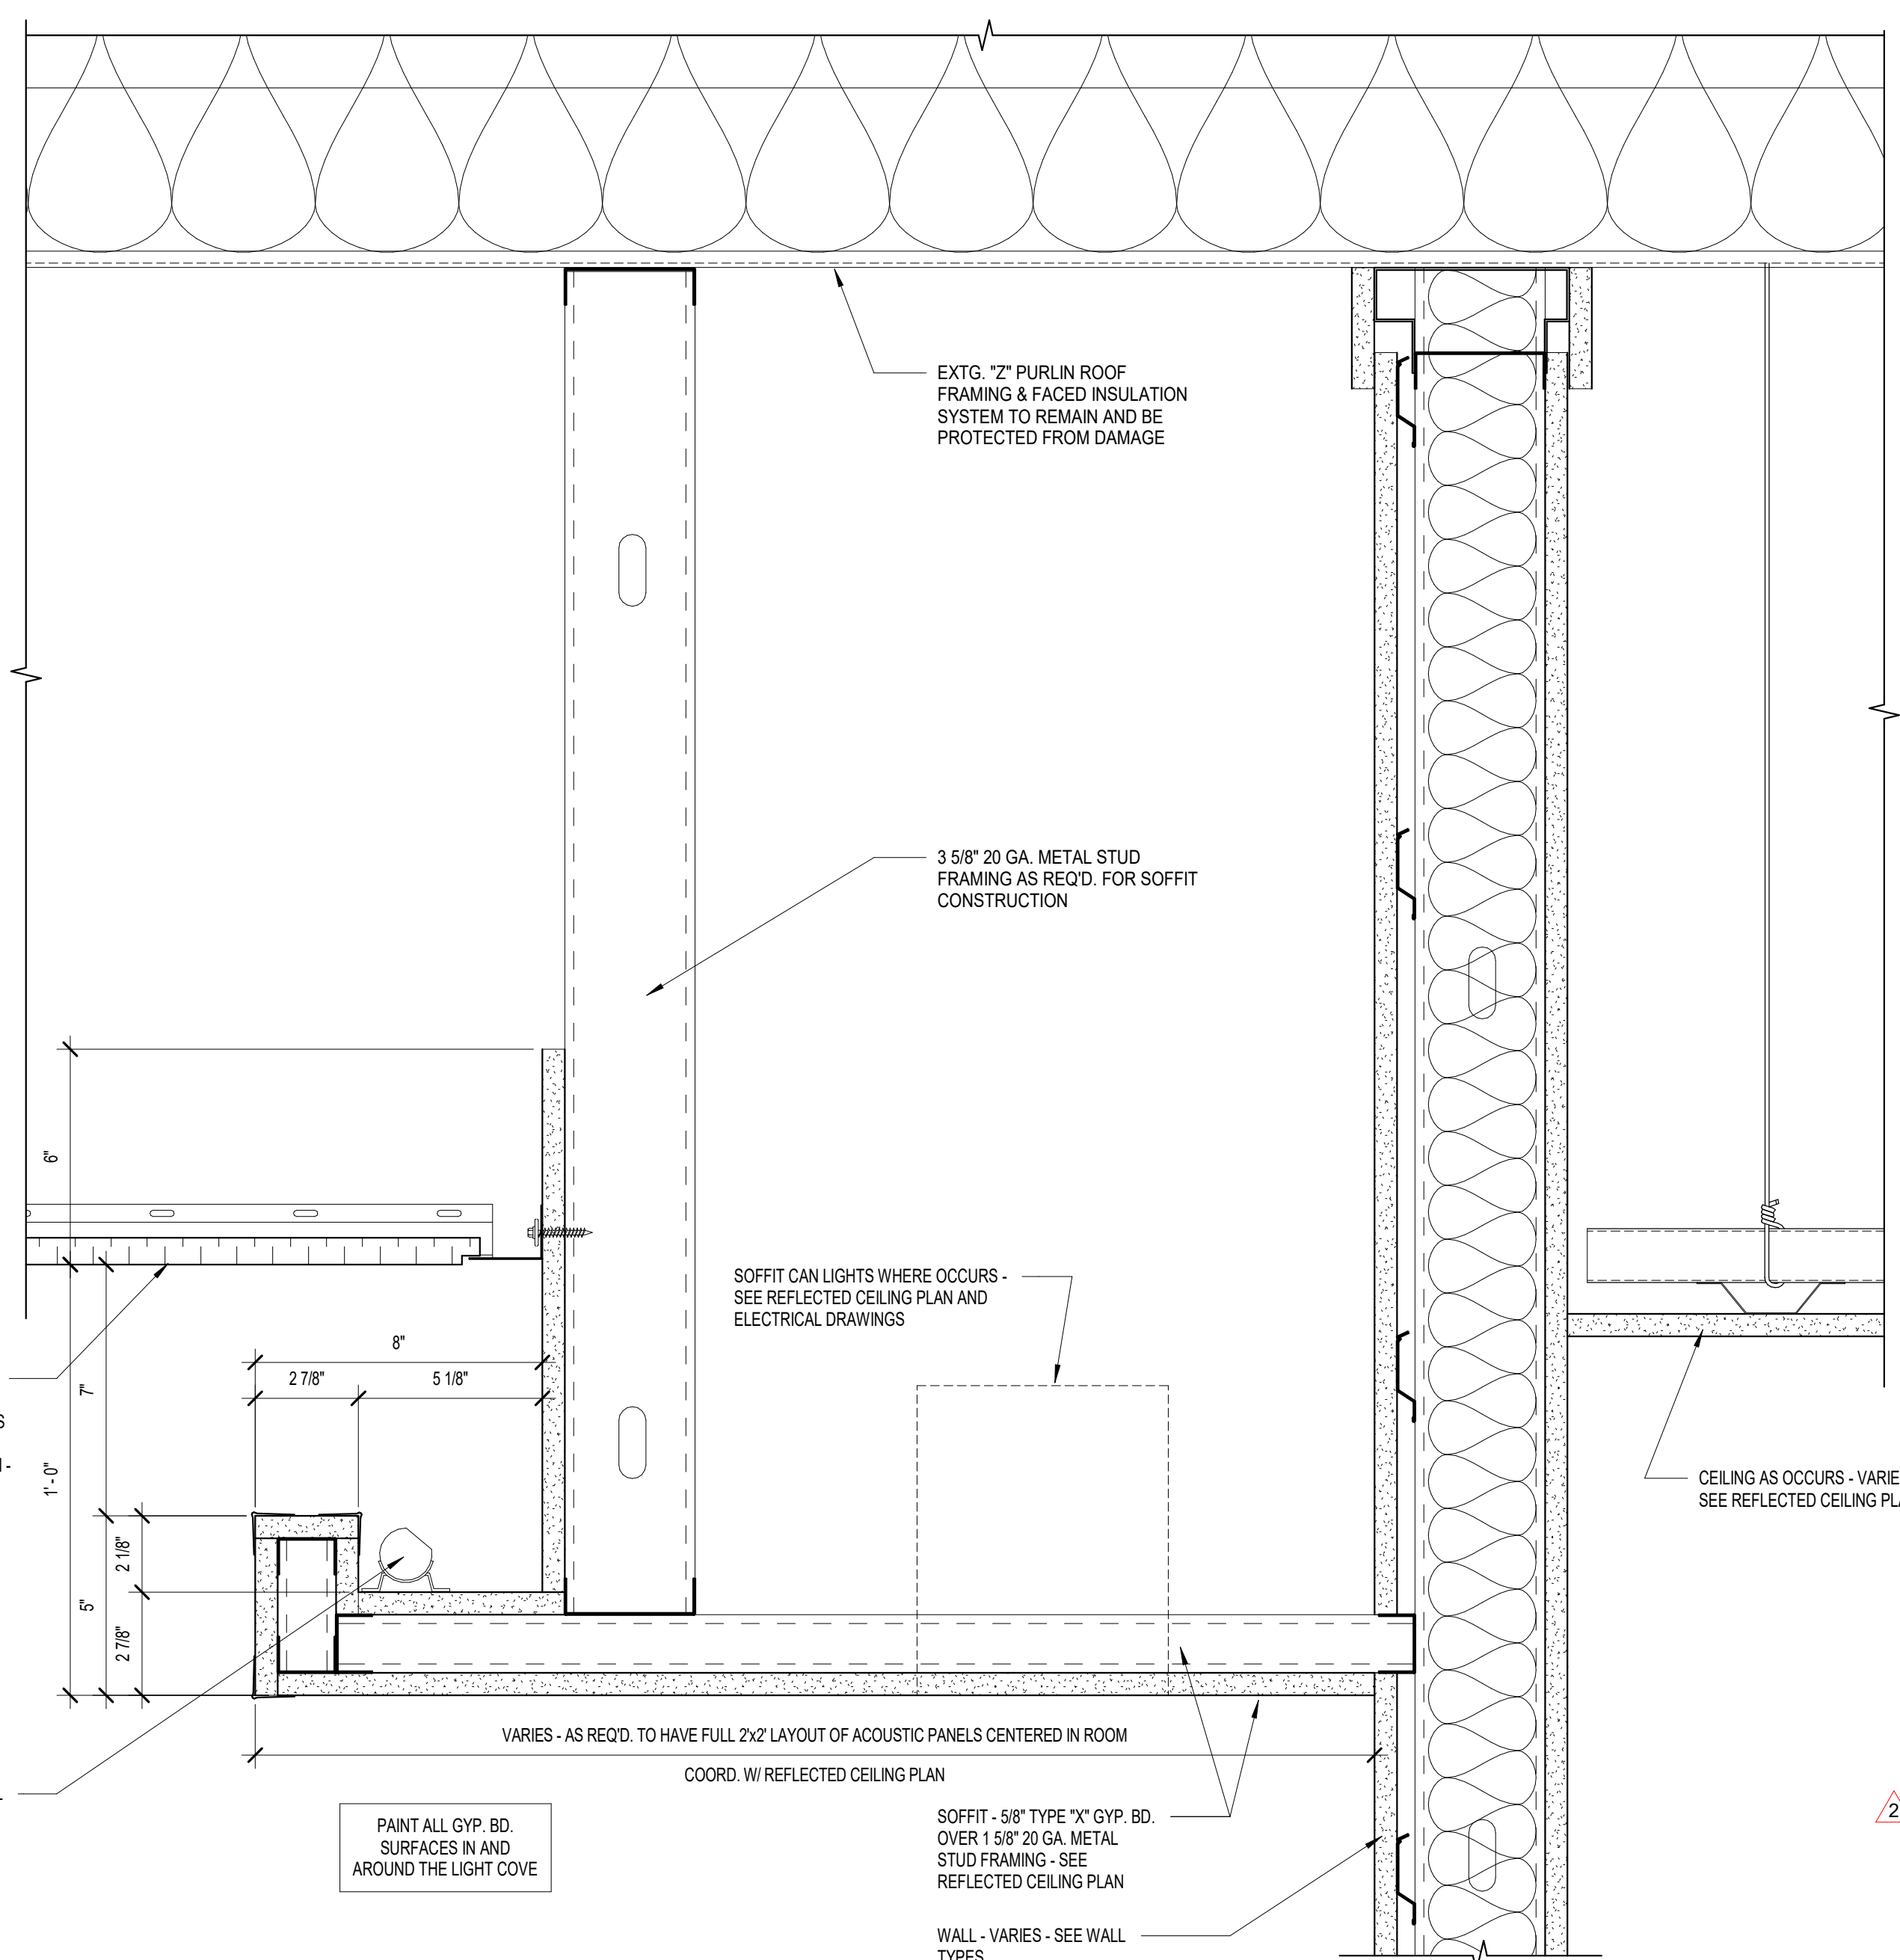 EXTG. "Z" PURLIN ROOF
FRAMING & FACED INSULATION
SYSTEM TO REMAIN AND BE
PROTECTED FROM DAMAGE
3 5/8" 20 GA. METAL STUD
FRAMING AS REQ'D. FOR SOFFIT
CONSTRUCTION
6"
SOFFIT CAN LIGHTS WHERE OCCURS -
SEE REFLECTED CEILING PLAN AND
ELECTRICAL DRAWINGS
8"
2 7/8"
5 1/8"
7"
1' - 0"
CEILING AS OCCURS - VARIE
SEE REFLECTED CEILING PL
2 1/8"
5"
2 7/8"
VARIES - AS REQ'D. TO HAVE FULL 2'x2' LAYOUT OF ACOUSTIC PANELS CENTERED IN ROOM
COORD. W/ REFLECTED CEILING PLAN
PAINT ALL GYP. BD.
SURFACES IN AND
AROUND THE LIGHT COVE
SOFFIT - 5/8" TYPE "X" GYP. BD.
OVER 1 5/8" 20 GA. METAL
STUD FRAMING - SEE
REFLECTED CEILING PLAN
WALL - VARIES - SEE WALL
TYPES
2